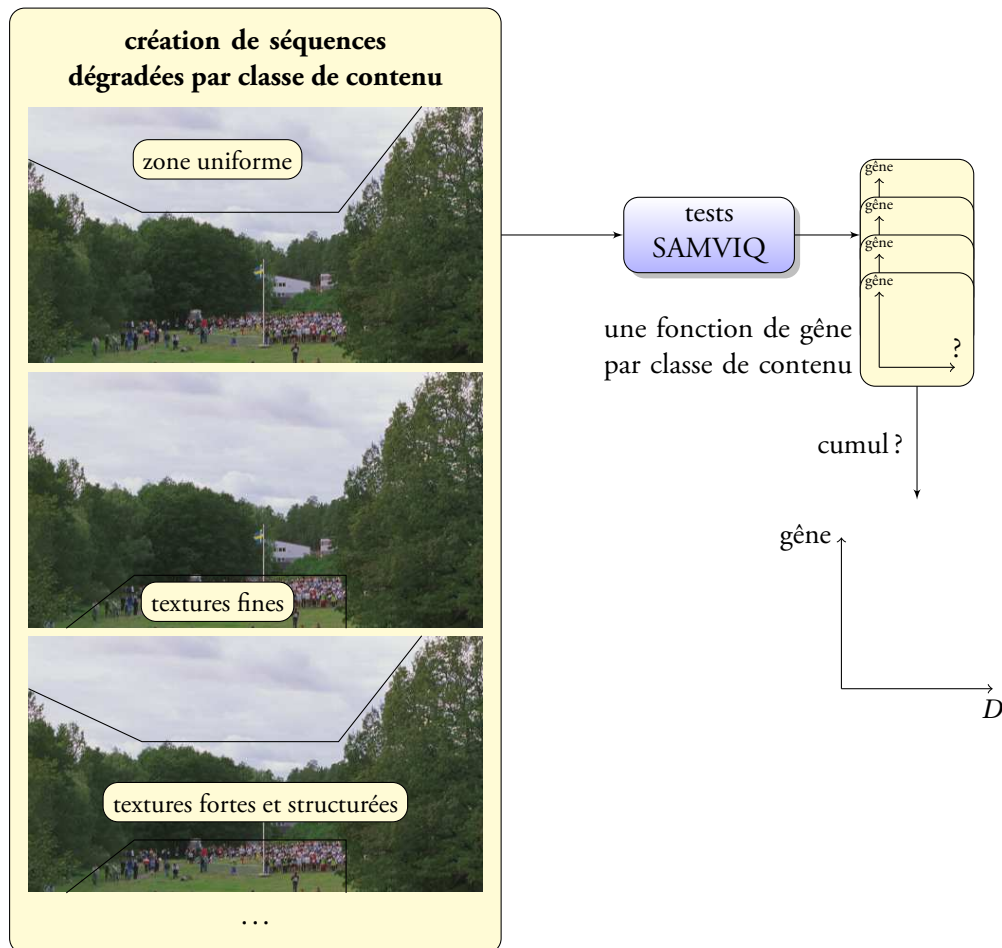 création de séquences
dégradées par classe de contenu
zone uniforme
textures fines
textures fortes et structurées
...
tests
SAMVIQ
gêne
gêne
gêne
gêne
?
une fonction de gêne
par classe de contenu
cumul ?
gêne
D